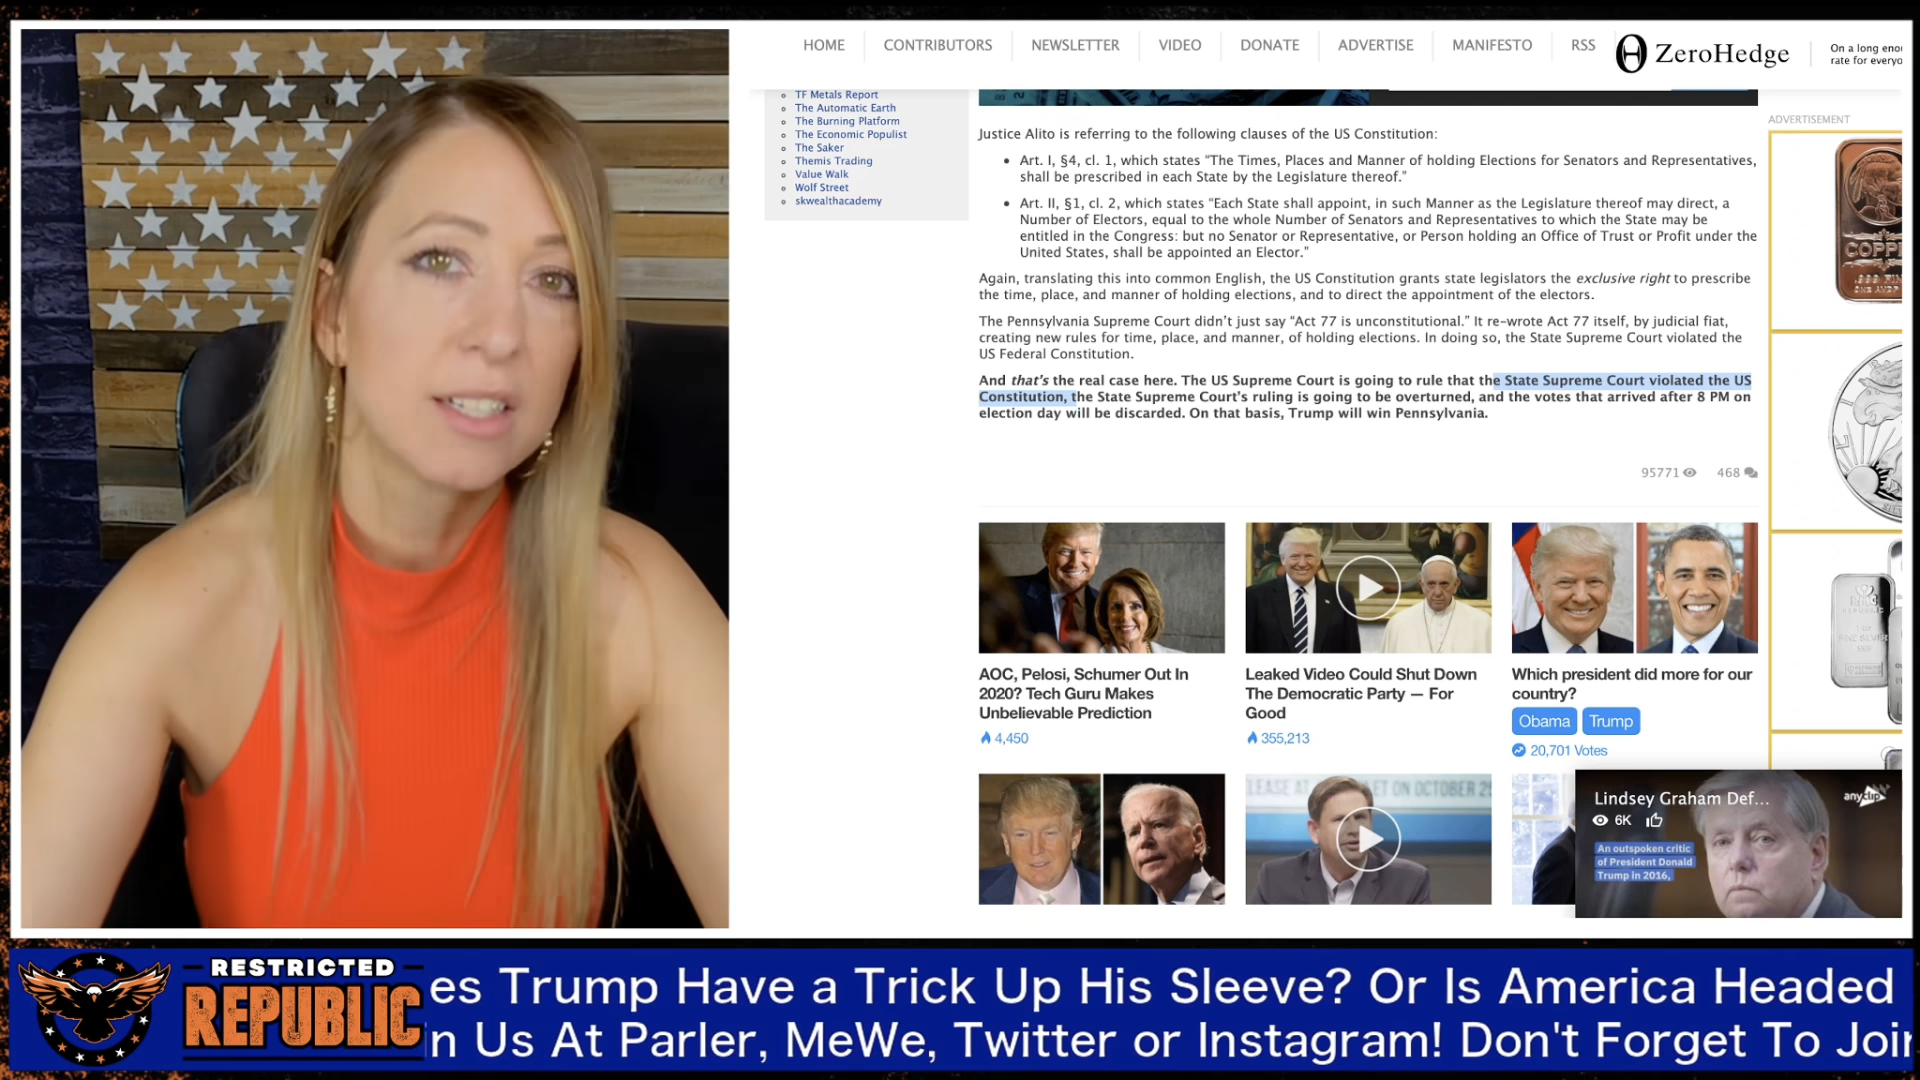 HOME
CONTRIBUTORS
NEWSLETTER
VIDEO
DONATE
ADVERTISE
MANIFESTO
RSS
ZeroHedge
On a long enou
rate for everyo
TF Metals Report
The Automatic Earth
The Burning Platform
The Economic Populist
The Saker
Themis Trading
Value Walk
Wolf Street
skwealthacademy
ADVERTISEMENT
Justice Alito is referring to the following clauses of the US Constitution:
• Art. I, §4, cl. 1, which states “The Times, Places and Manner of holding Elections for Senators and Representatives,
shall be prescribed in each State by the Legislature thereof.”
• Art. II, §1, cl. 2, which states “Each State shall appoint, in such Manner as the Legislature thereof may direct, a
Number of Electors, equal to the whole Number of Senators and Representatives to which the State may be
entitled in the Congress: but no Senator or Representative, or Person holding an Office of Trust or Profit under the
United States, shall be appointed an Elector.”
Again, translating this into common English, the US Constitution grants state legislators the exclusive right to prescribe
the time, place, and manner of holding elections, and to direct the appointment of the electors.
The Pennsylvania Supreme Court didn’t just say “Act 77 is unconstitutional.” It re-wrote Act 77 itself, by judicial fiat,
creating new rules for time, place, and manner, of holding elections. In doing so, the State Supreme Court violated the
US Federal Constitution.
And that’s the real case here. The US Supreme Court is going to rule that the State Supreme Court violated the US
Constitution, the State Supreme Court’s ruling is going to be overturned, and the votes that arrived after 8 PM on
election day will be discarded. On that basis, Trump will win Pennsylvania.
95771
468
COPPE
AOC, Pelosi, Schumer Out In
2020? Tech Guru Makes
Unbelievable Prediction
4,450
Leaked Video Could Shut Down
The Democratic Party — For
Good
355,213
Which president did more for our
country?
Obama
Trump
20,701 Votes
LEASE AT
ET ON OCTOBER 2
Lindsey Graham Def...
anyclip
6K
An outspoken critic
of President Donald
Trump in 2016,
RESTRICTED
REPUBLIC
es Trump Have a Trick Up His Sleeve? Or Is America Headed
in Us At Parler, MeWe, Twitter or Instagram! Don't Forget To Join